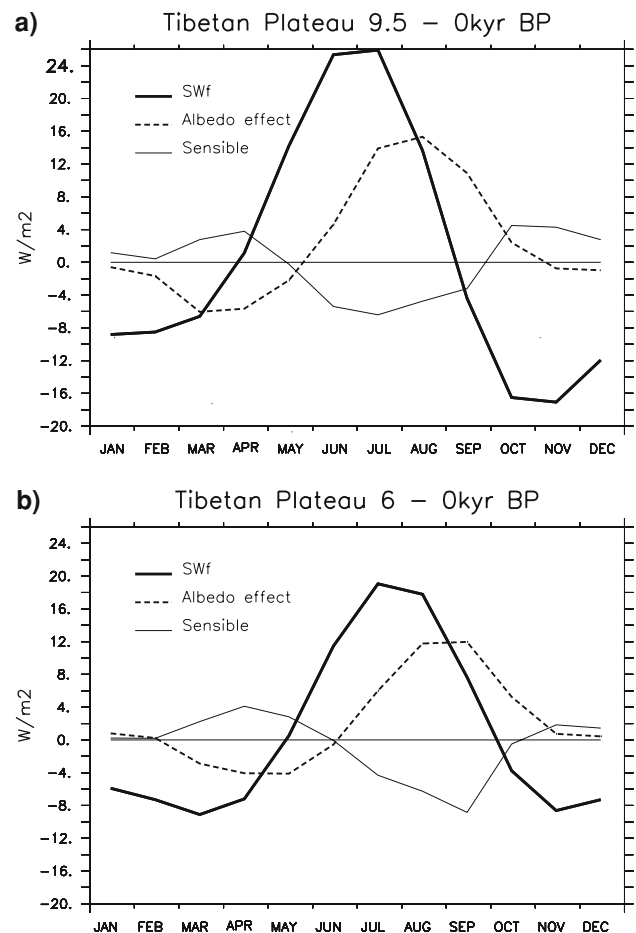 a) Tibetan Plateau 9.5 – 0kyr BP
24.
SWf
20.
Albedo effect
16.
Sensible
12.
8.
4.
W/m2
0.
−4.
−8.
−12.
−16.
−20.
JAN FEB MAR APR MAY JUN JUL AUG SEP OCT NOV DEC
b) Tibetan Plateau 6 – 0kyr BP
24.
SWf
20.
Albedo effect
16.
Sensible
12.
8.
4.
W/m2
0.
−4.
−8.
−12.
−16.
−20.
JAN FEB MAR APR MAY JUN JUL AUG SEP OCT NOV DEC